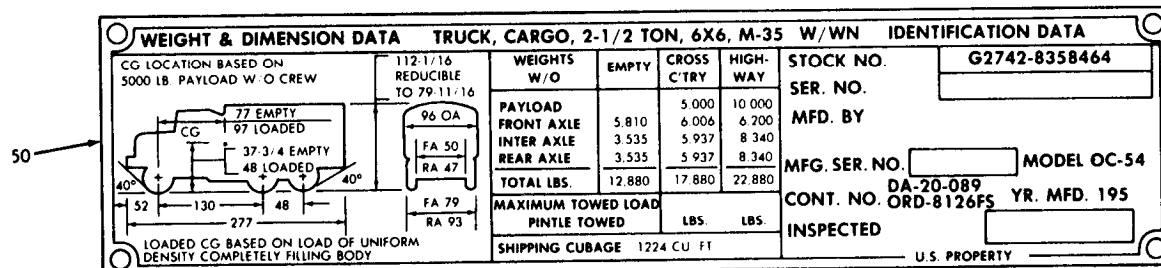 WEIGHT & DIMENSION DATA TRUCK, CARGO, 2-1/2 TON, 6X6, M-35 W/WN IDENTIFICATION DATA
CG LOCATION BASED ON
5000 LB. PAYLOAD W/O CREW
112-1/16
REDUCIBLE
TO 79-11/16
77 EMPTY
97 LOADED
CG
37-3/4 EMPTY
48 LOADED
40°
40°
52
130
48
277
96 OA
FA 50
RA 47
FA 79
RA 93
LOADED CG BASED ON LOAD OF UNIFORM
DENSITY COMPLETELY FILLING BODY
WEIGHTS W/O EMPTY CROSS C'TRY HIGH-WAY
PAYLOAD 5.000 10 000
FRONT AXLE 5.810 6.006 6.200
INTER AXLE 3.535 5.937 8 340
REAR AXLE 3.535 5 937 8.340
TOTAL LBS. 12.880 17.880 22.880
MAXIMUM TOWED LOAD
PINTLE TOWED LBS. LBS.
SHIPPING CUBAGE 1224 CU FT
STOCK NO. G2742-8358464
SER. NO.
MFD. BY
MFG. SER. NO. MODEL OC-54
CONT. NO. DA-20-089
ORD-8126FS YR. MFD. 195
INSPECTED
U.S. PROPERTY
50